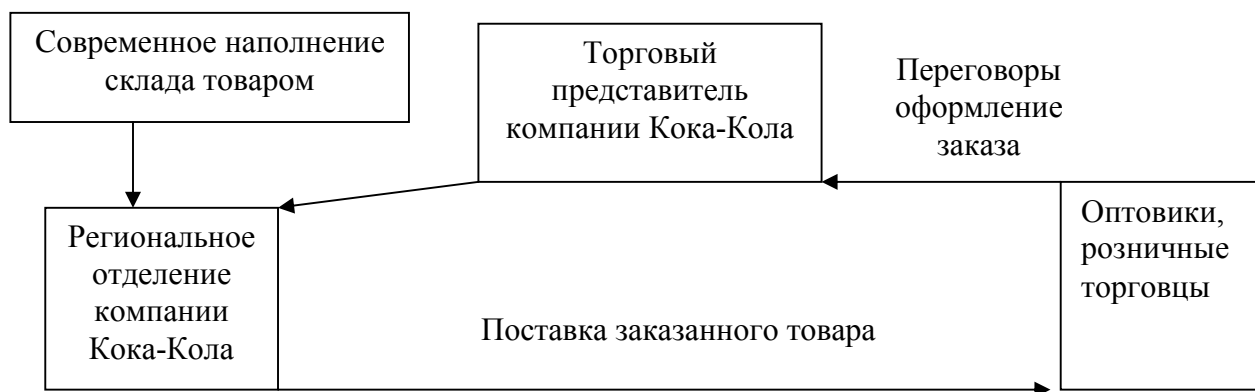 Современное наполнение
склада товаром
Торговый
представитель
компании Кока-Кола
Переговоры
оформление
заказа
Оптовики,
розничные
торговцы
Региональное
отделение
компании
Кока-Кола
Поставка заказанного товара